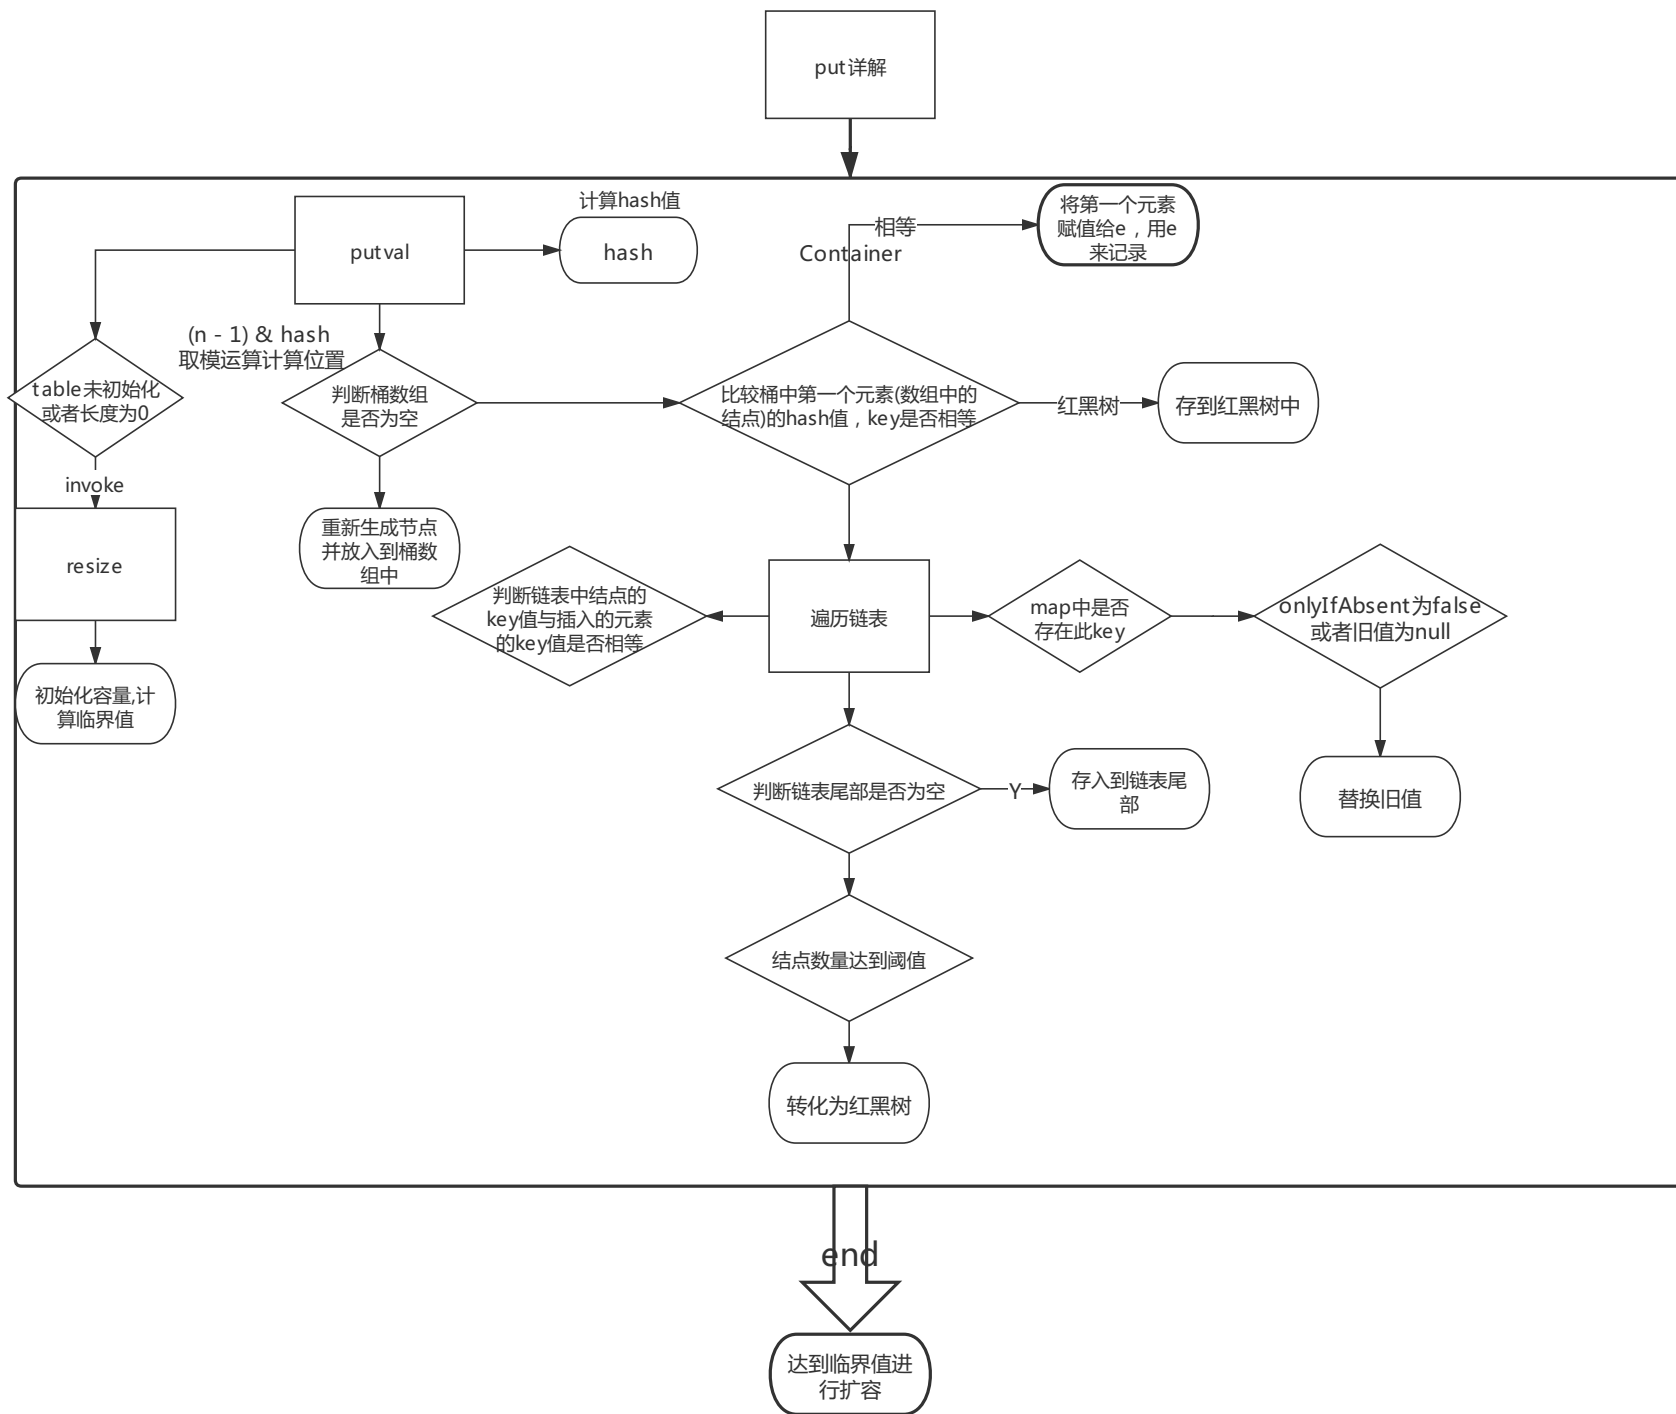 put详解
计算hash值
putval
hash
相等
Container
将第一个元素
赋值给e，用e
来记录
(n - 1) & hash
取模运算计算位置
table未初始化
或者长度为0
判断桶数组
是否为空
比较桶中第一个元素(数组中的
结点)的hash值，key是否相等
红黑树
存到红黑树中
invoke
resize
重新生成节点
并放入到桶数
组中
判断链表中结点的
key值与插入的元素
的key值是否相等
遍历链表
map中是否
存在此key
onlyIfAbsent为false
或者旧值为null
初始化容量,计
算临界值
判断链表尾部是否为空
Y
存入到链表尾
部
替换旧值
结点数量达到阈值
转化为红黑树
end
达到临界值进
行扩容